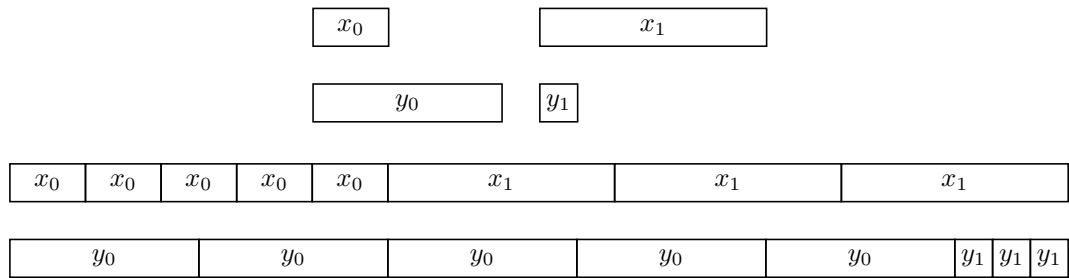 x₀ x₁
y₀ y₁
x₀ x₀ x₀ x₀ x₀ x₁ x₁ x₁
y₀ y₀ y₀ y₀ y₀ y₁ y₁ y₁